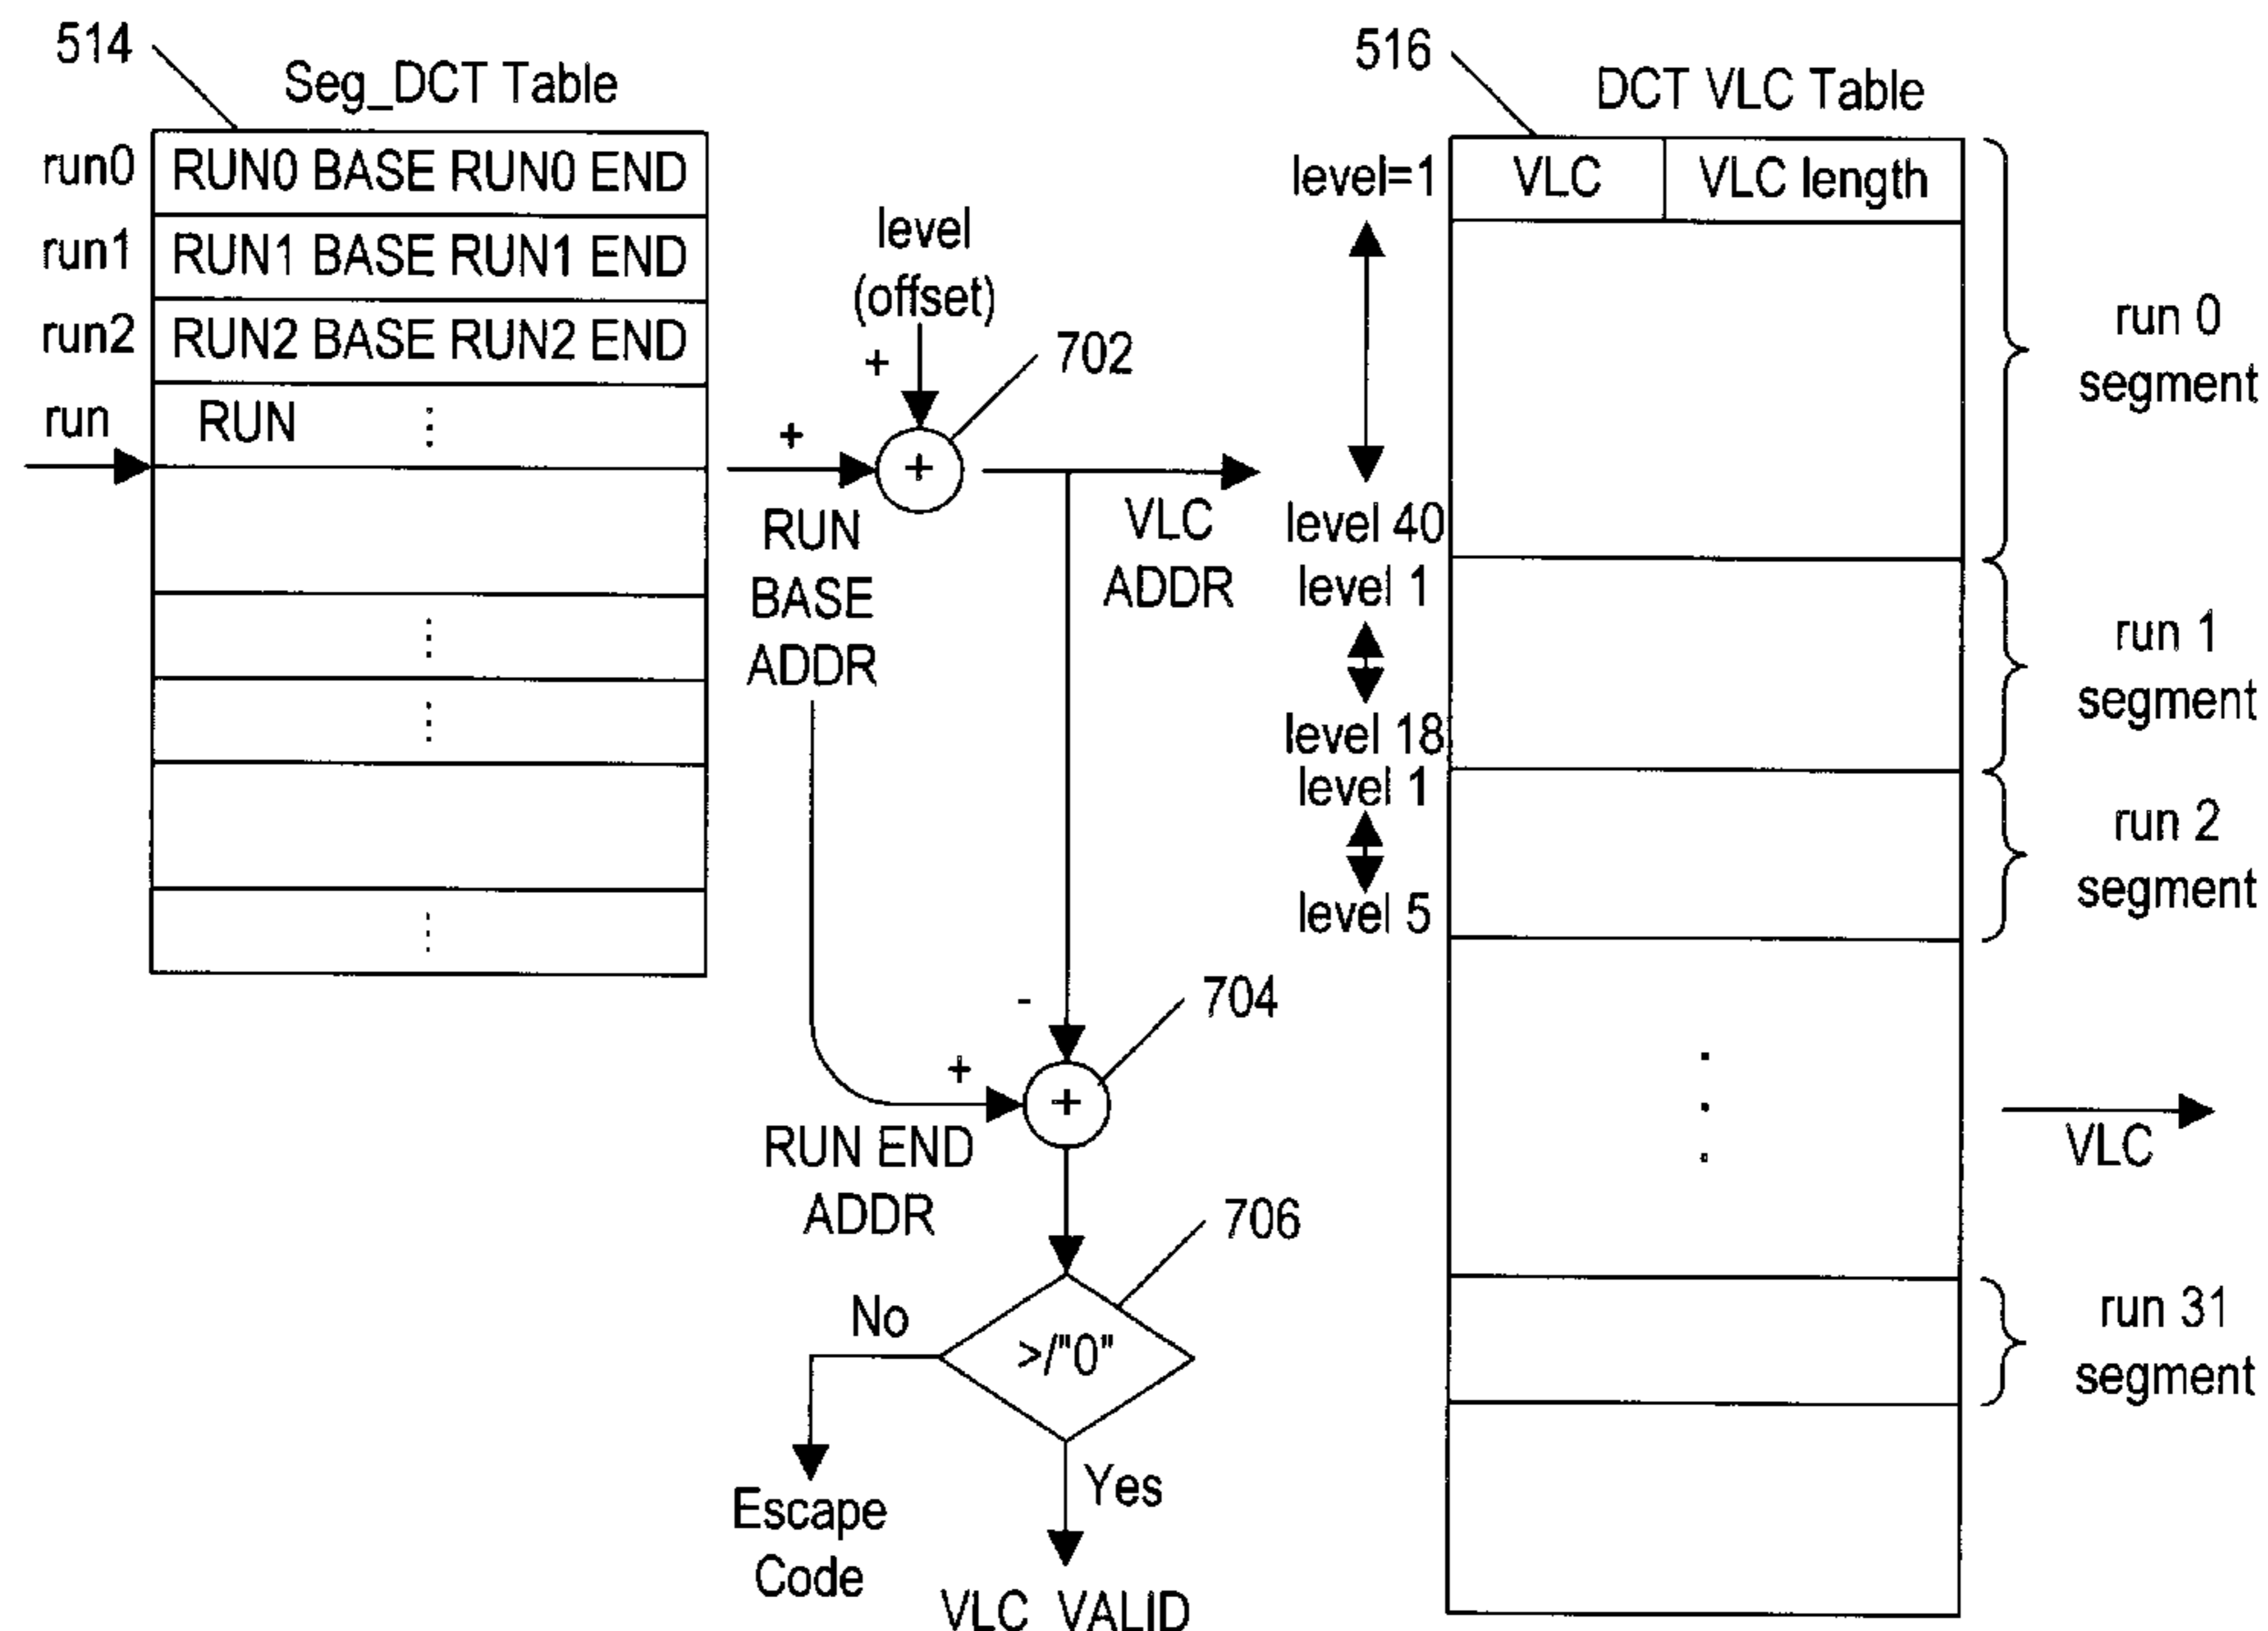 514
Seg_DCT Table
run0
RUN0 BASE RUN0 END
run1
RUN1 BASE RUN1 END
run2
RUN2 BASE RUN2 END
run
RUN
level
(offset)
+
702
+
+
RUN
BASE
ADDR
VLC
ADDR
-
704
+
+
RUN END
ADDR
706
No
>/"0"
Yes
Escape
Code
VLC VALID
516
DCT VLC Table
level=1
VLC
VLC length
level 40
level 1
level 18
level 1
level 5
run 0
segment
run 1
segment
run 2
segment
VLC
run 31
segment